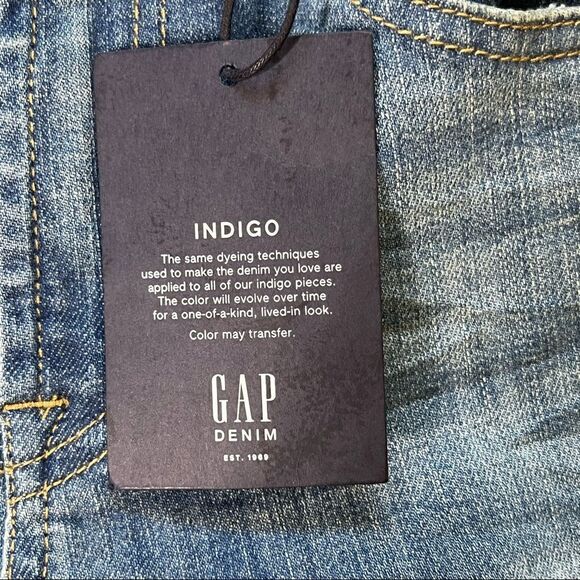 INDIGO
The same dyeing techniques
used to make the denim you love are
applied to all of our indigo pieces.
The color will evolve over time
for a one-of-a-kind, lived-in look.
Color may transfer.
GAP
DENIM
EST. 1969